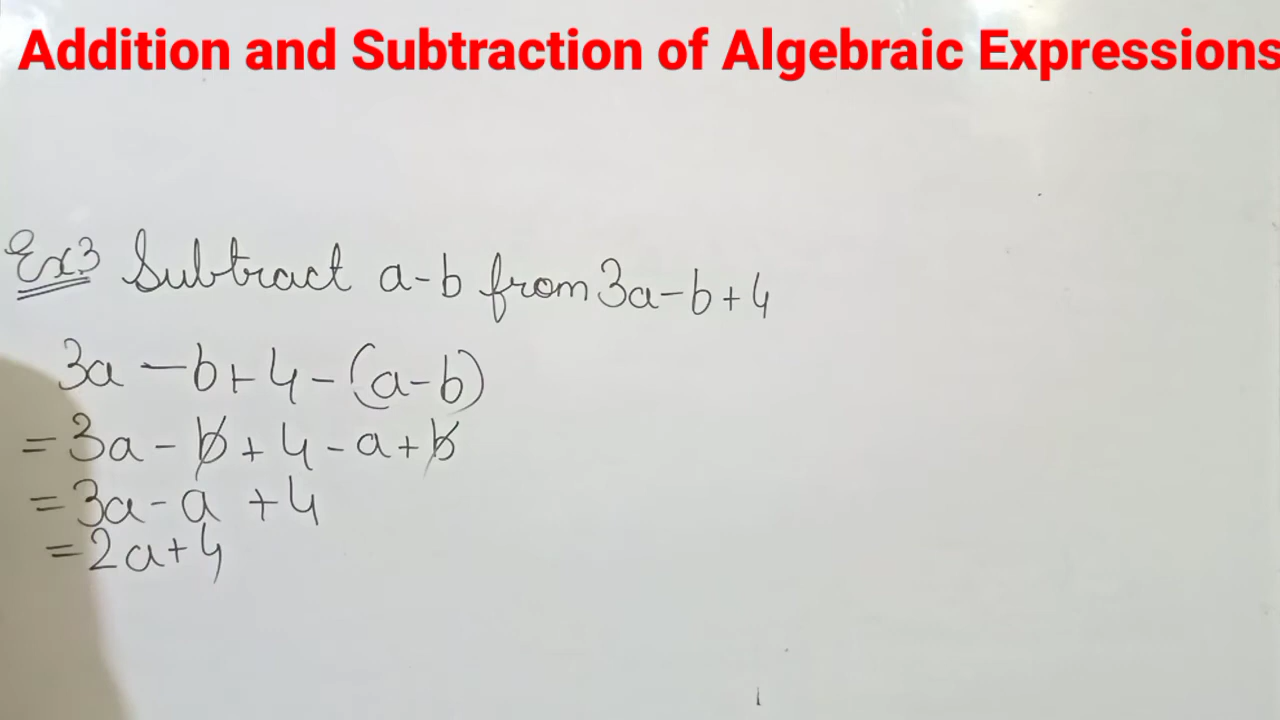 Addition and Subtraction of Algebraic Expressions
Ex3 Subtract a-b from 3a-b+4
3a-b+4-(a-b)
=3a-b+4-a+b
=3a-a+4
=2a+4